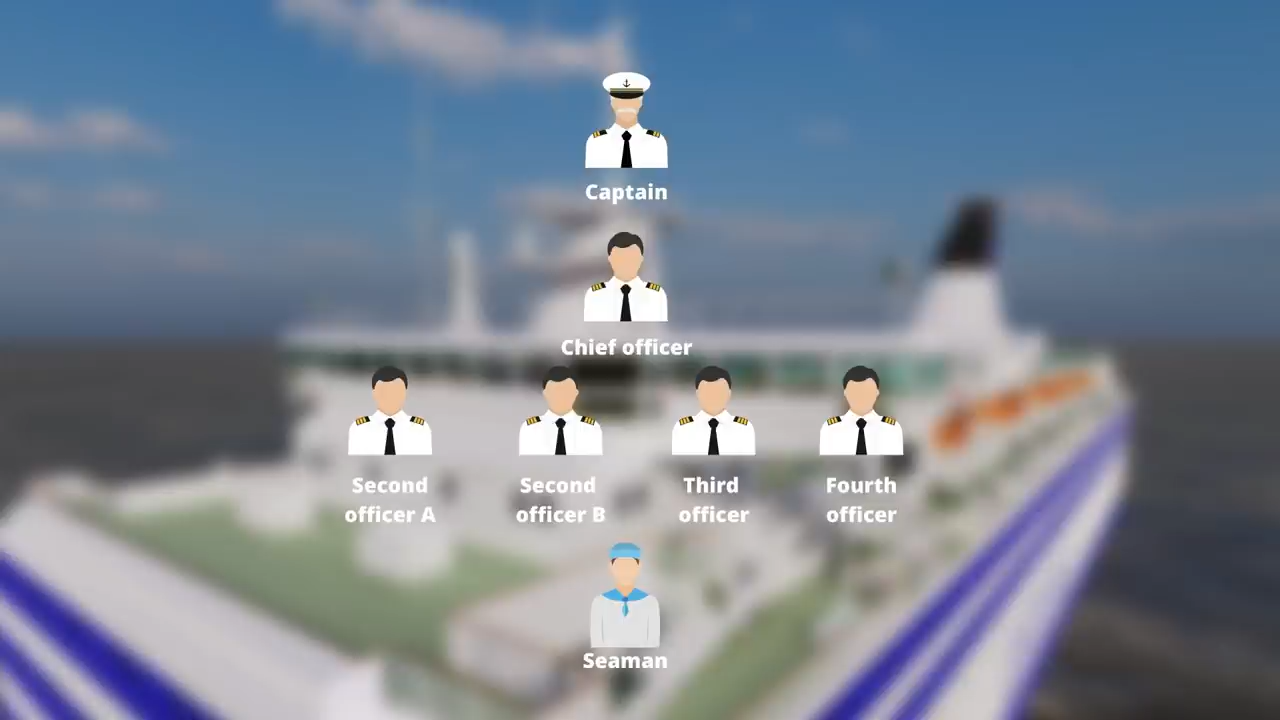 Captain
Chief officer
Second
officer A
Second
officer B
Third
officer
Fourth
officer
Seaman